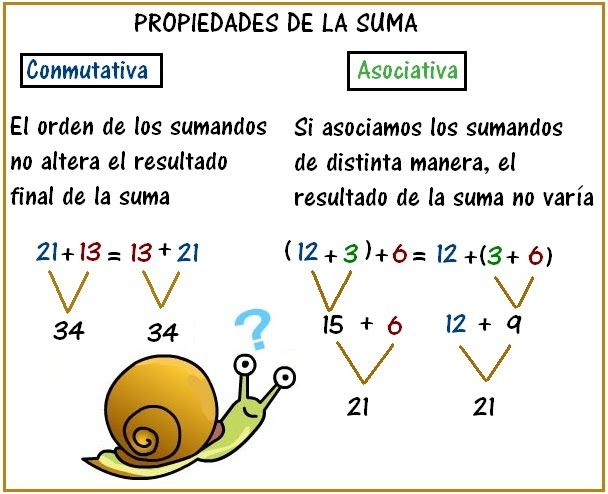 PROPIEDADES DE LA SUMA
Conmutativa
El orden de los sumandos
no altera el resultado
final de la suma
21 + 13 = 13 + 21
34 34
Asociativa
Si asociamos los sumandos
de distinta manera, el
resultado de la suma no varía
(12 + 3) + 6 = 12 + (3 + 6)
15 + 6 12 + 9
21 21
?